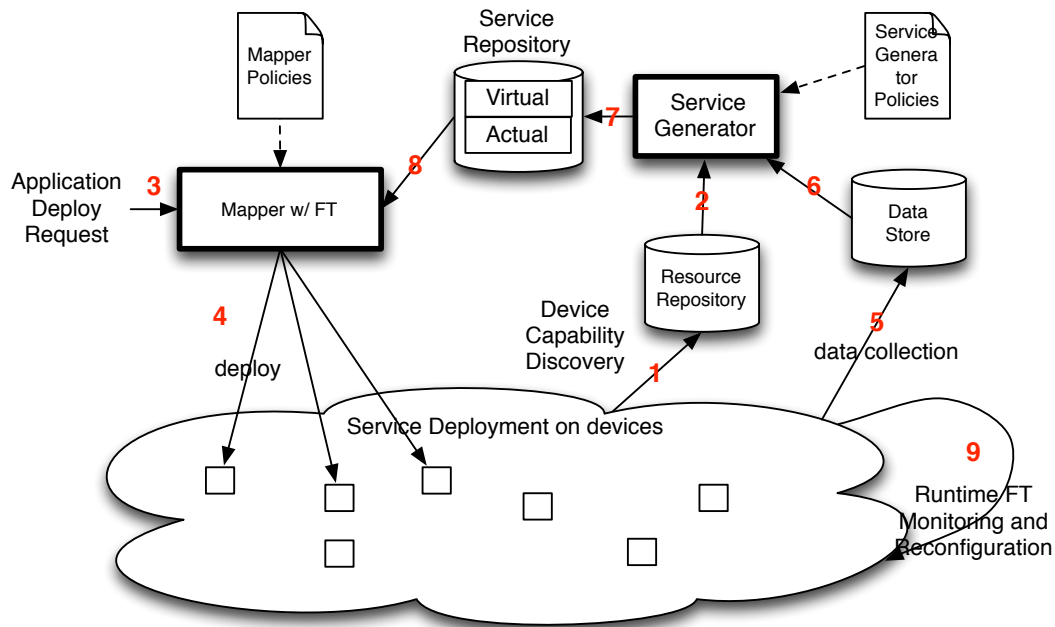 Service
Repository
Mapper
Policies
Service
Genera
tor
Policies
Virtual
Actual
7
Service
Generator
8
6
3
Application
Deploy
Request
Mapper w/ FT
2
Data
Store
Resource
Repository
4
Device
Capability
Discovery
5
data collection
deploy
1
Service Deployment on devices
9
Runtime FT
Monitoring and
Reconfiguration